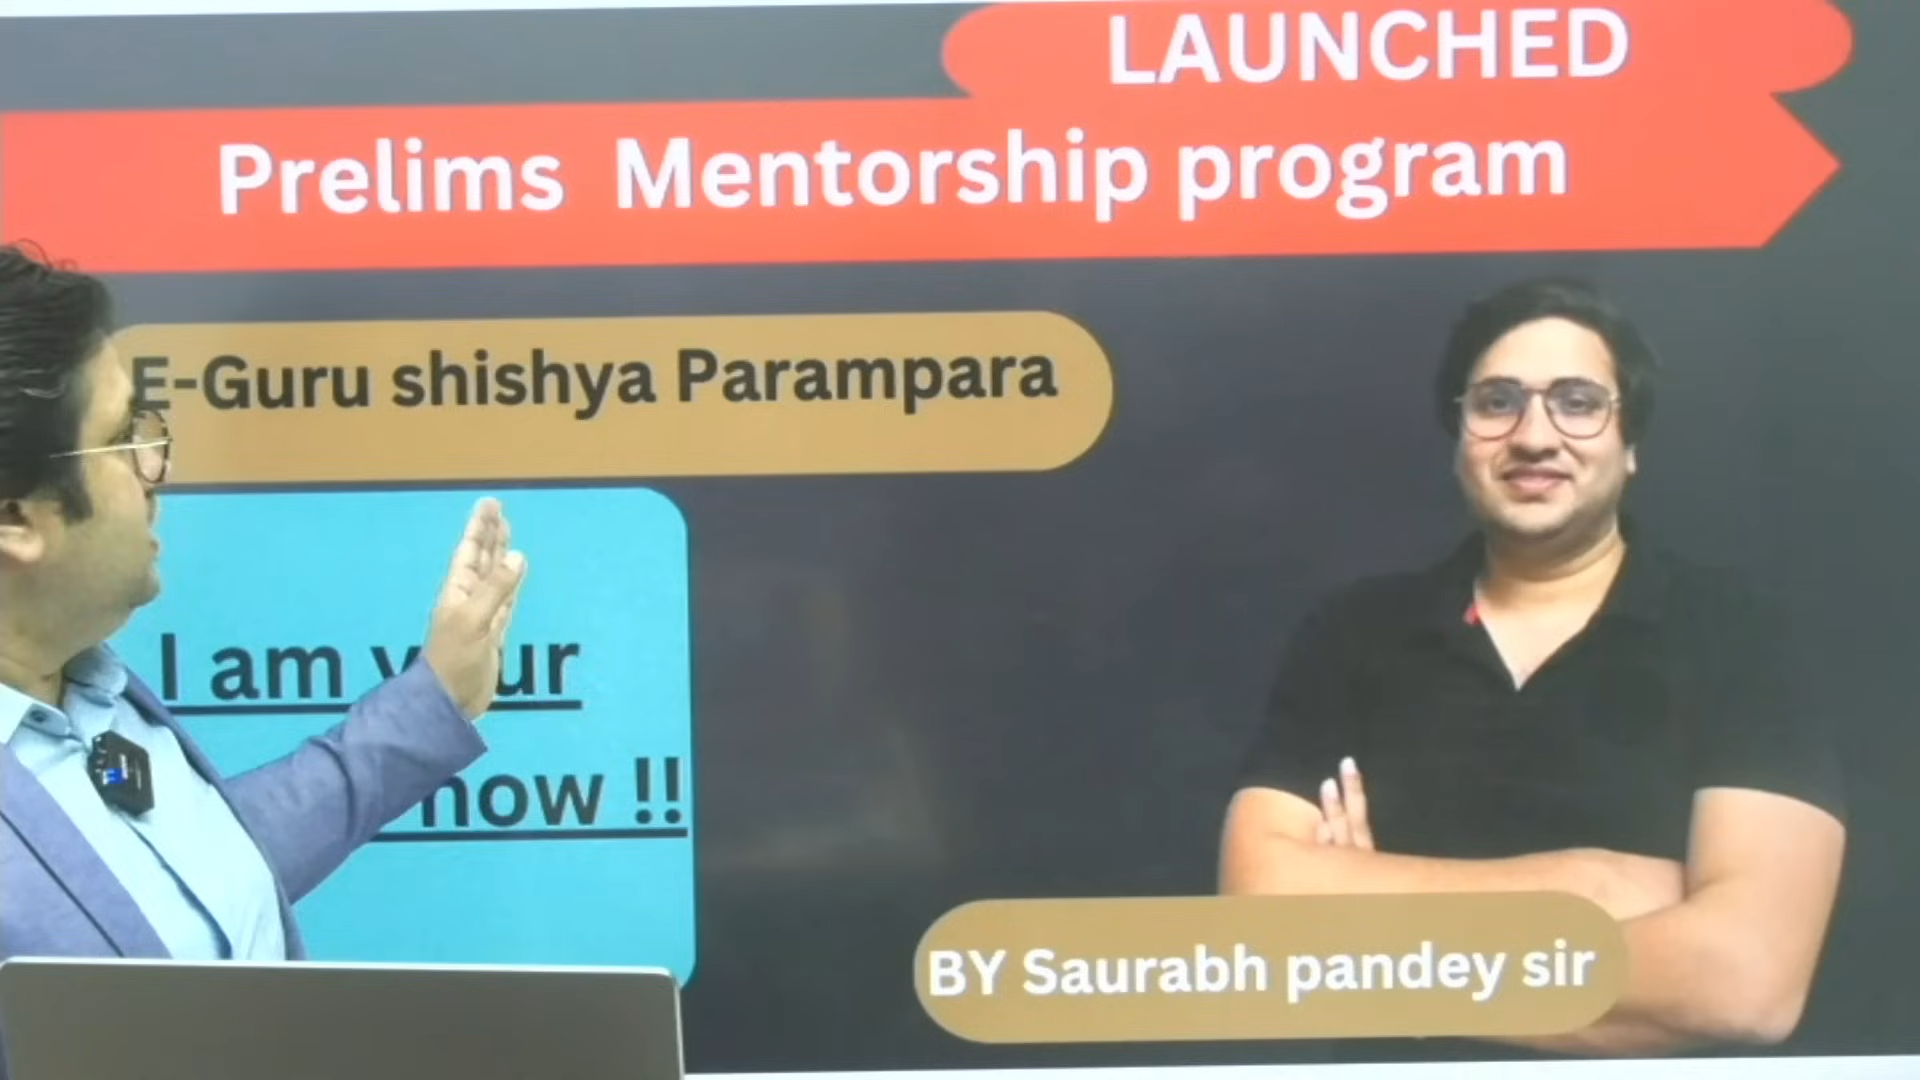 LAUNCHED
Prelims Mentorship program
E-Guru shishya Parampara
I am
now !!
BY Saurabh pandey sir